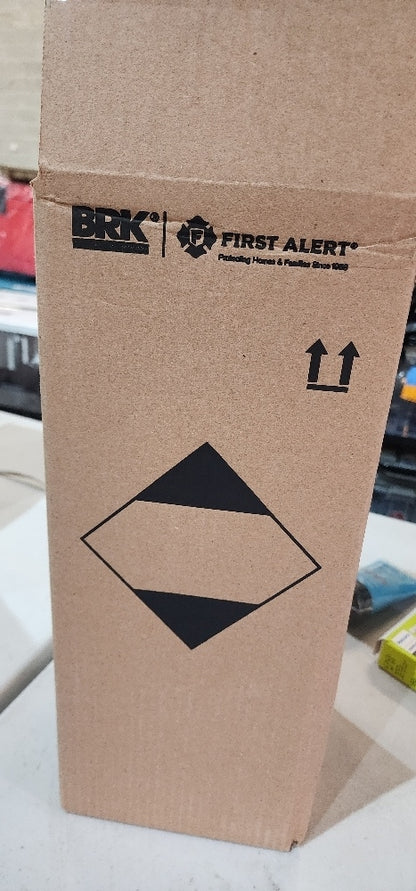 BRK®
FIRST ALERT®
Protecting Homes & Families Since 1958